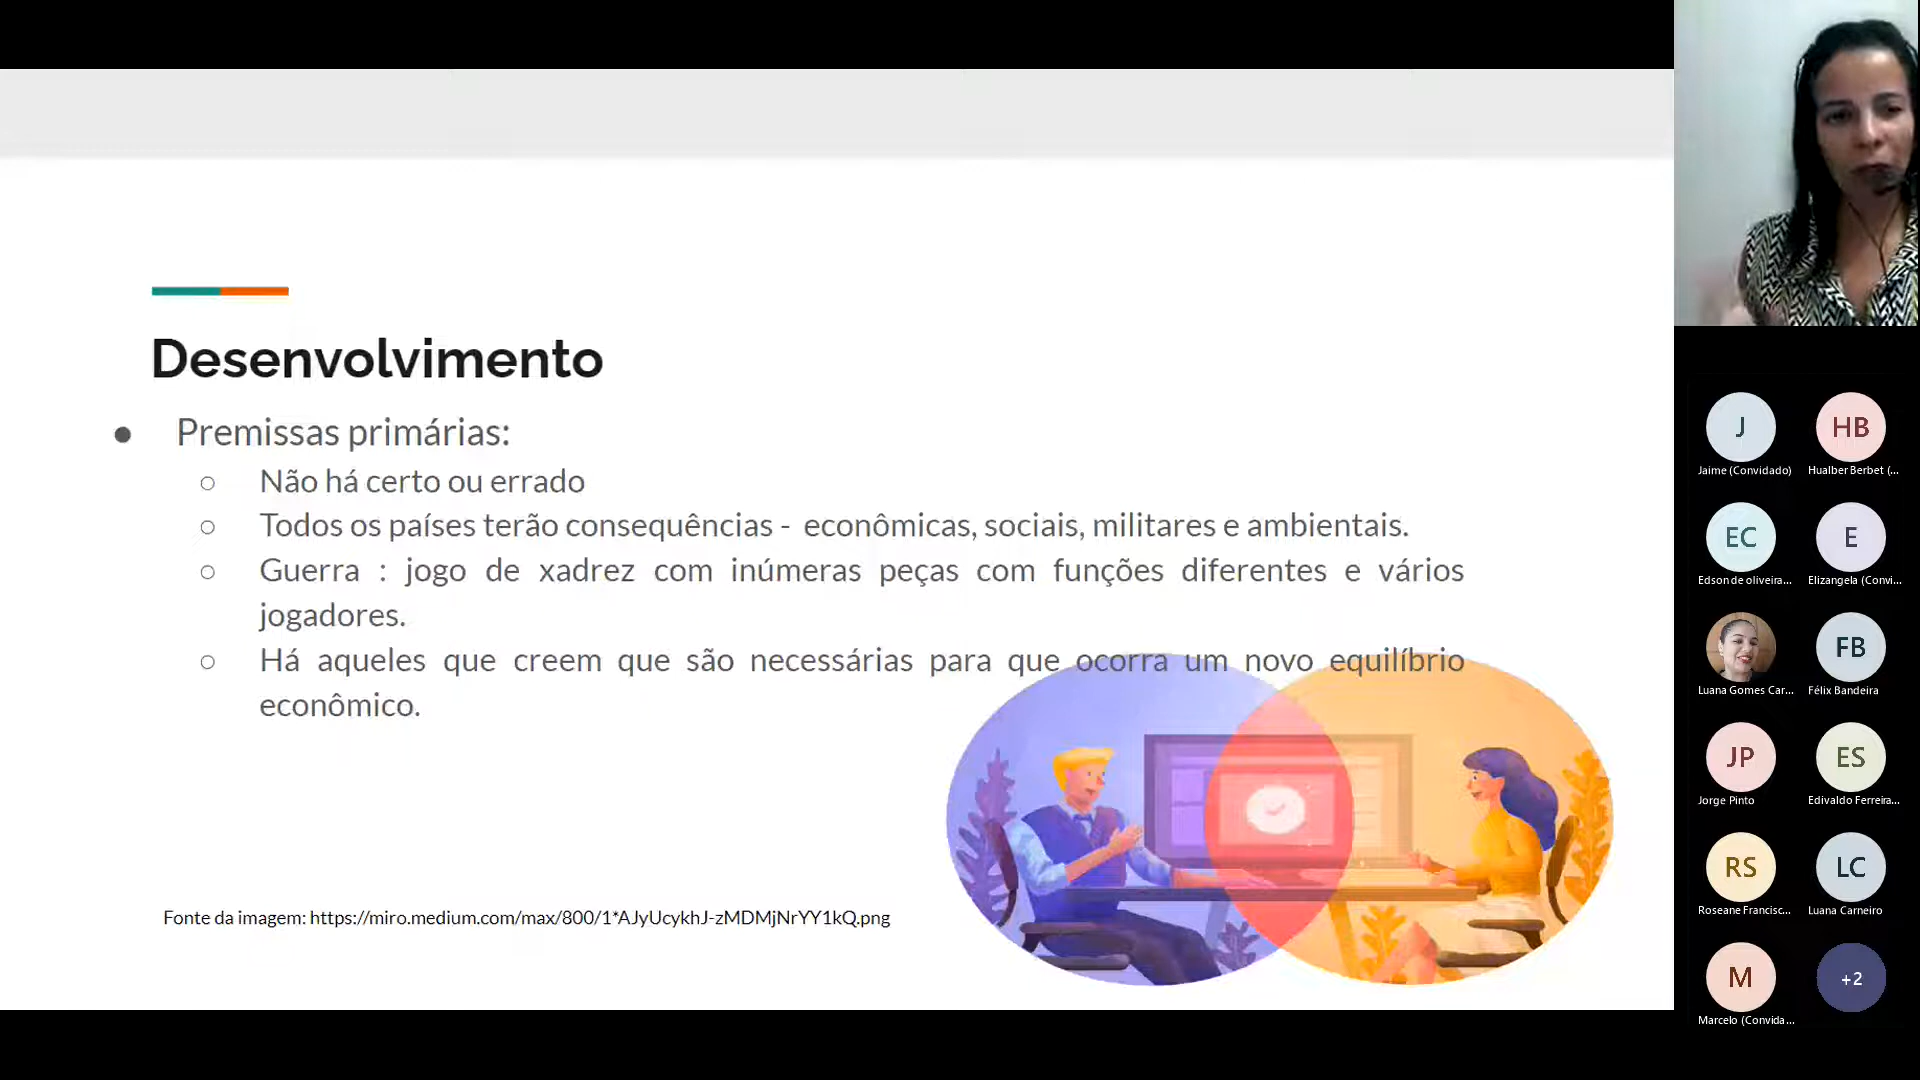 Desenvolvimento
● Premissas primárias:
○ Não há certo ou errado
○ Todos os países terão consequências - econômicas, sociais, militares e ambientais.
○ Guerra : jogo de xadrez com inúmeras peças com funções diferentes e vários
jogadores.
○ Há aqueles que creem que são necessárias para que ocorra um novo equilíbrio
econômico.
Fonte da imagem: https://miro.medium.com/max/800/1*AJyUcykhJ-zMDMjNrYY1kQ.png
J HB
Jaime (Convidado) Hualber Berbet (...
EC E
Edson de oliveira... Elizangela (Convi...
FB
Luana Gomes Car... Félix Bandeira
JP ES
Jorge Pinto Edivaldo Ferreira...
RS LC
Roseane Francisc... Luana Carneiro
M +2
Marcelo (Convida...